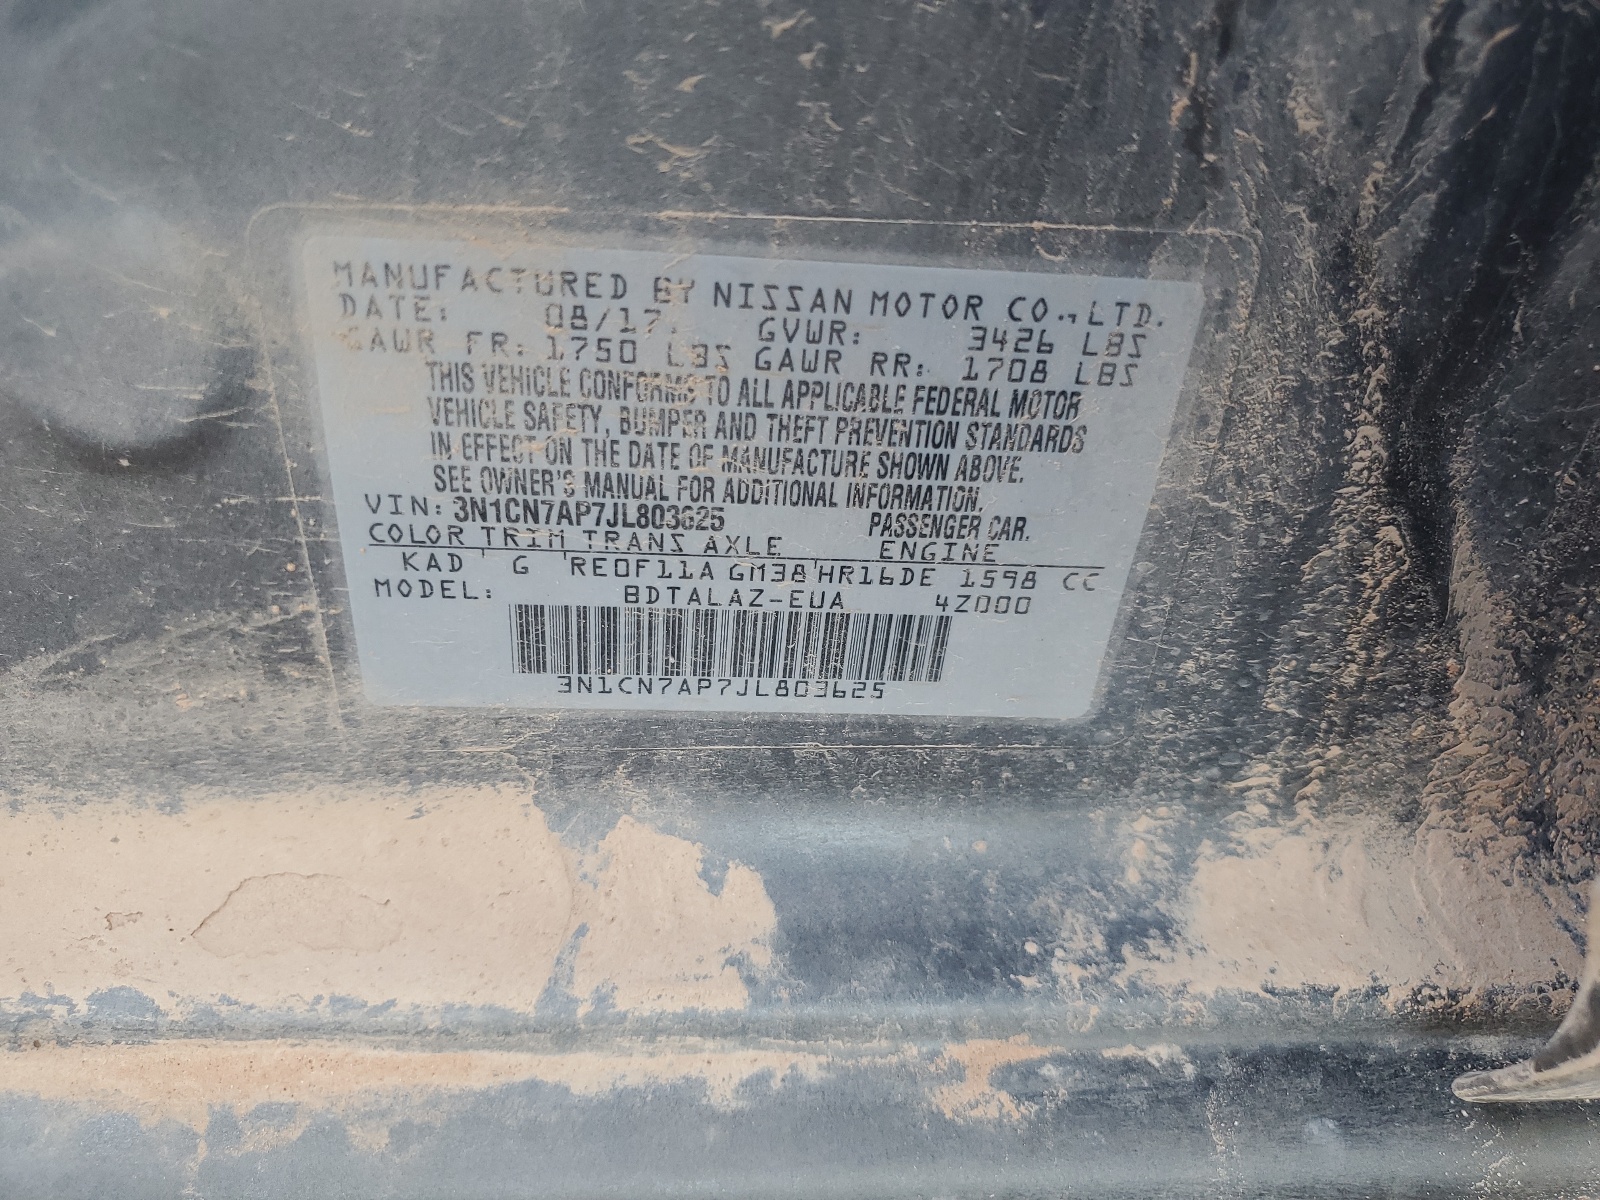 MANUFACTURED BY NISSAN MOTOR CO., LTD.
DATE: 08/17. GVWR: 3426 LBS
GAWR FR: 1750 LBS GAWR RR: 1708 LBS
THIS VEHICLE CONFORMS TO ALL APPLICABLE FEDERAL MOTOR
VEHICLE SAFETY, BUMPER AND THEFT PREVENTION STANDARDS
IN EFFECT ON THE DATE OF MANUFACTURE SHOWN ABOVE.
SEE OWNER'S MANUAL FOR ADDITIONAL INFORMATION.
VIN: 3N1CN7AP7JL803625 PASSENGER CAR.
COLOR TRIM TRANS AXLE ENGINE
KAD G RE0F11A GM38 HR16DE 1598 CC
MODEL: BDTALAZ-EUA 4Z000
3N1CN7AP7JL803625